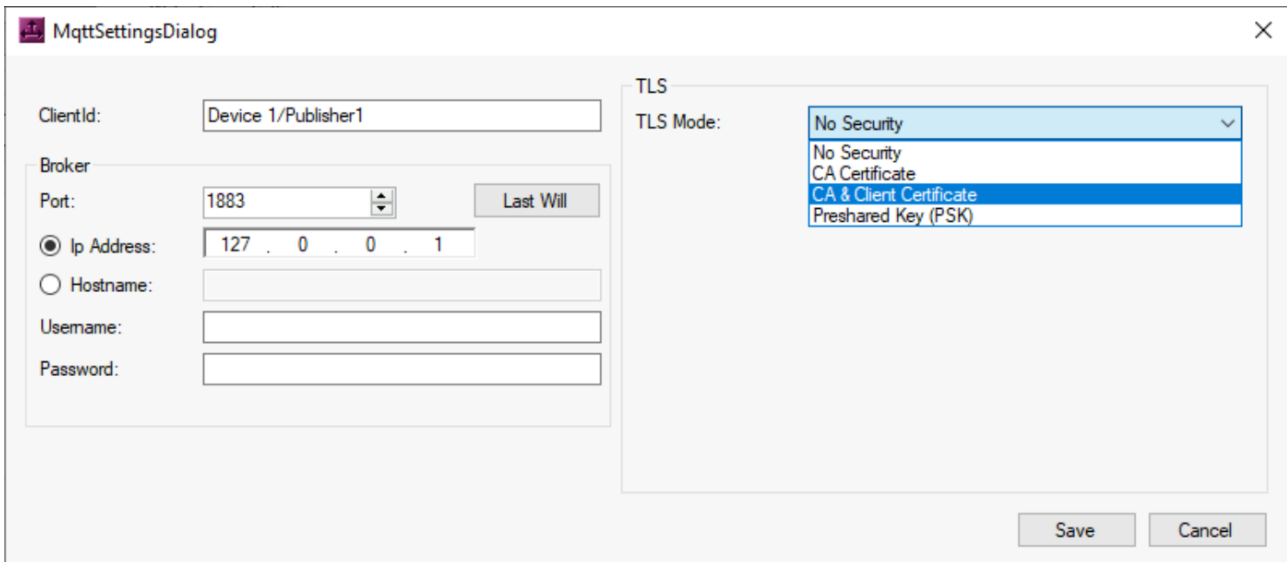 MqttSettingsDialog
ClientId: Device 1/Publisher1
Broker
Port: 1883 Last Will
Ip Address: 127 . 0 . 0 . 1
Hostname:
Username:
Password:
TLS
TLS Mode: No Security
No Security
CA Certificate
CA & Client Certificate
Preshared Key (PSK)
Save Cancel